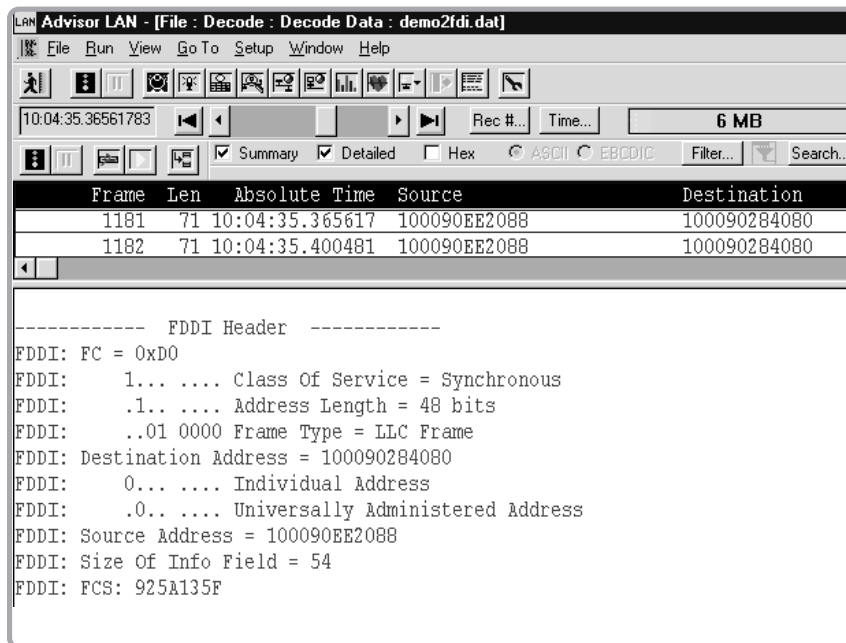 LAN Advisor LAN - [File : Decode : Decode Data : demo2fdi.dat]
File Run View Go To Setup Window Help
10:04:35.36561783 Rec #... Time... 6 MB
Summary Detailed Hex ASCII EBCDIC Filter... Search..
Frame Len Absolute Time Source Destination
1181 71 10:04:35.365617 100090EE2088 100090284080
1182 71 10:04:35.400481 100090EE2088 100090284080
------------ FDDI Header ------------
FDDI: FC = 0xD0
FDDI: 1... .... Class Of Service = Synchronous
FDDI: .1.. .... Address Length = 48 bits
FDDI: ..01 0000 Frame Type = LLC Frame
FDDI: Destination Address = 100090284080
FDDI: 0... .... Individual Address
FDDI: .0.. .... Universally Administered Address
FDDI: Source Address = 100090EE2088
FDDI: Size Of Info Field = 54
FDDI: FCS: 925A135F